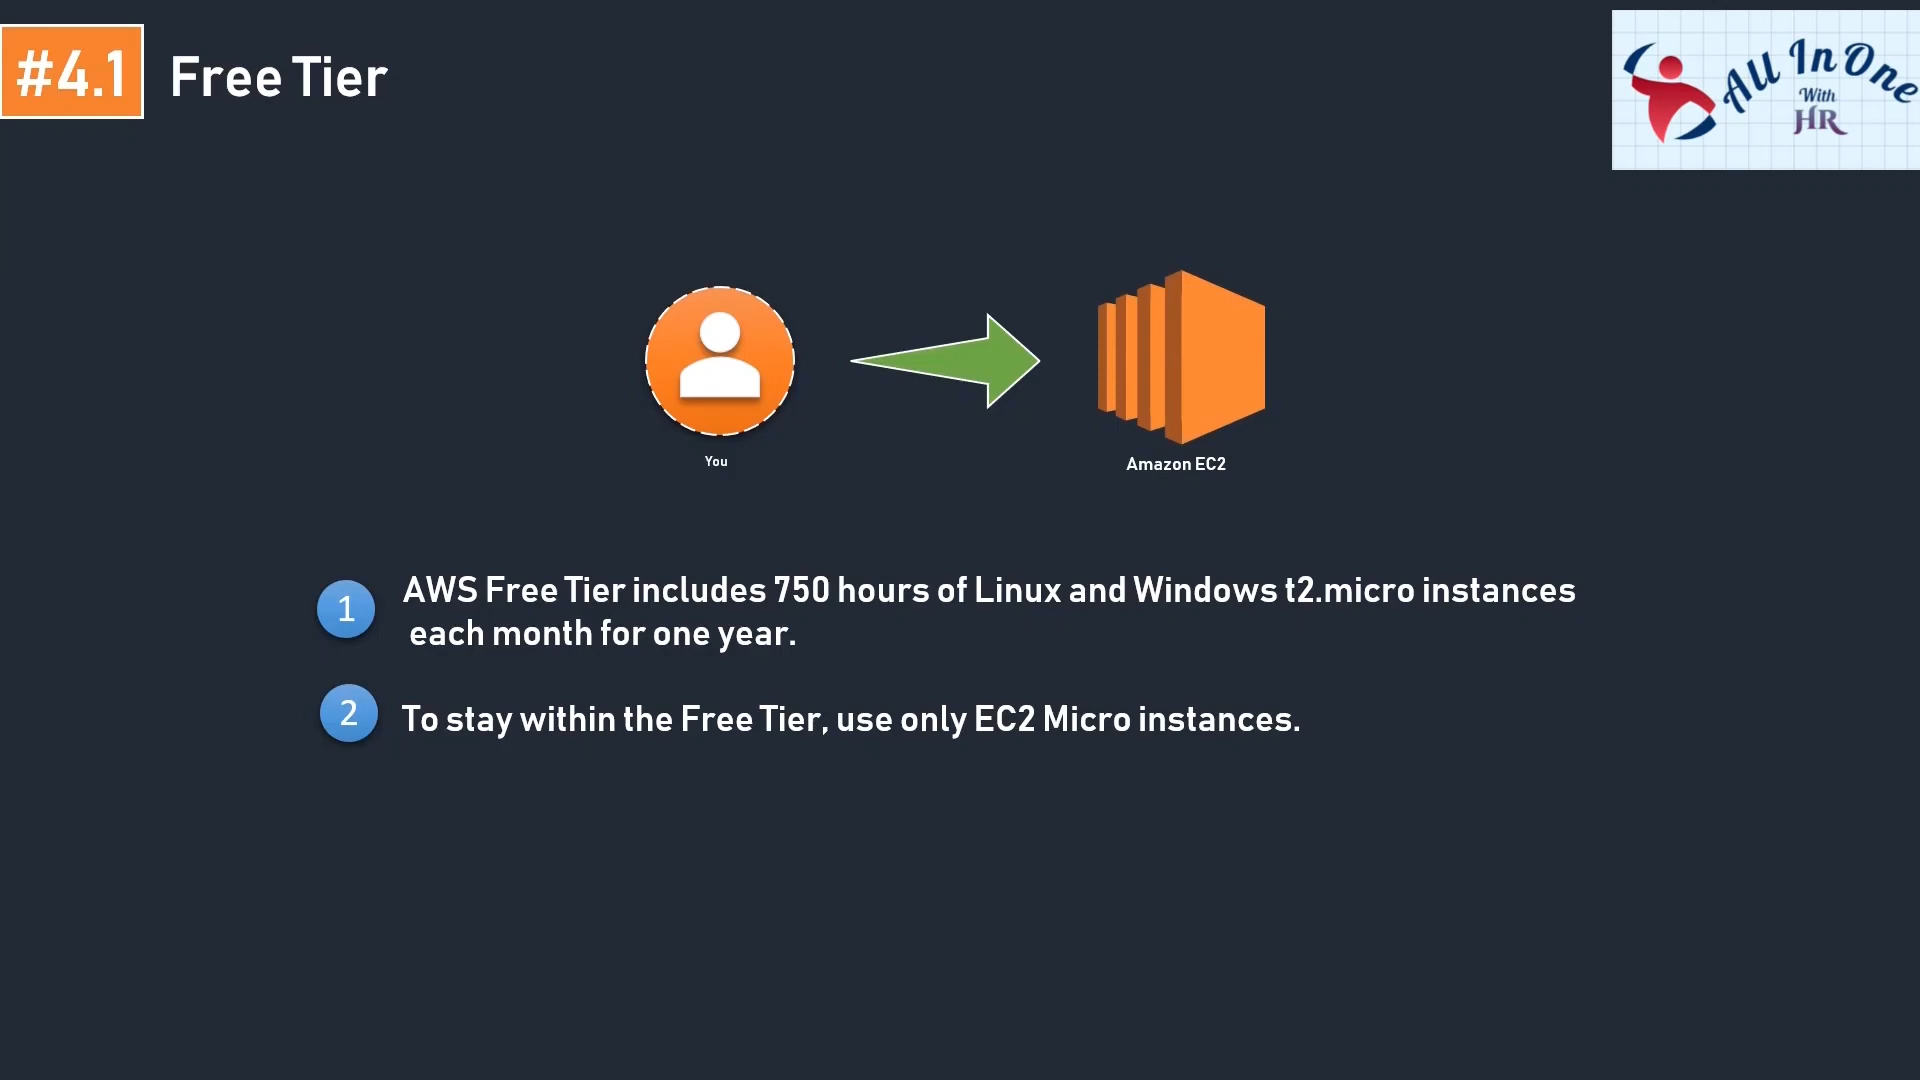 #4.1
Free Tier
All In One
With
HR
You
Amazon EC2
1
AWS Free Tier includes 750 hours of Linux and Windows t2.micro instances
each month for one year.
2
To stay within the Free Tier, use only EC2 Micro instances.